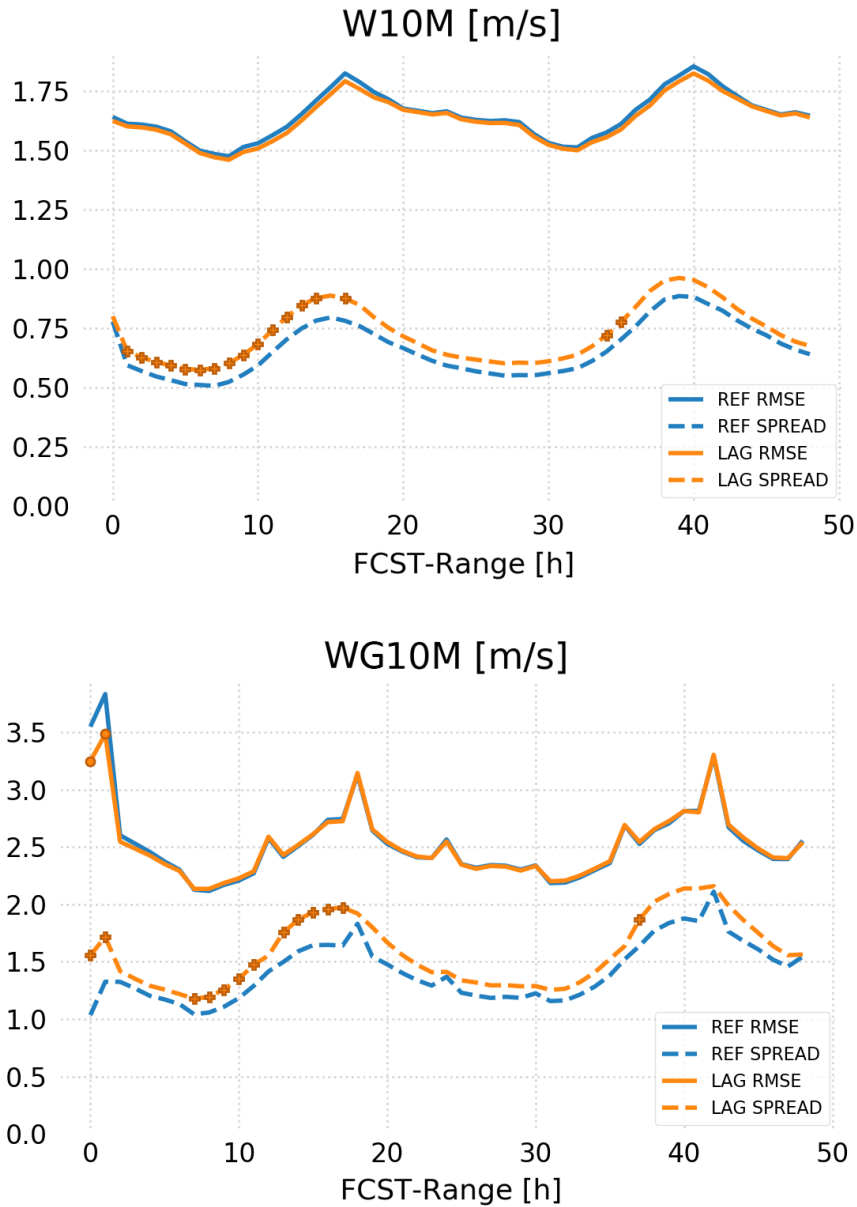 W10M [m/s]
1.75
1.50
1.25
1.00
0.75
0.50
0.25
0.00
REF RMSE
REF SPREAD
LAG RMSE
LAG SPREAD
0 10 20 30 40 50
FCST-Range [h]
WG10M [m/s]
3.5
3.0
2.5
2.0
1.5
1.0
0.5
0.0
REF RMSE
REF SPREAD
LAG RMSE
LAG SPREAD
0 10 20 30 40 50
FCST-Range [h]